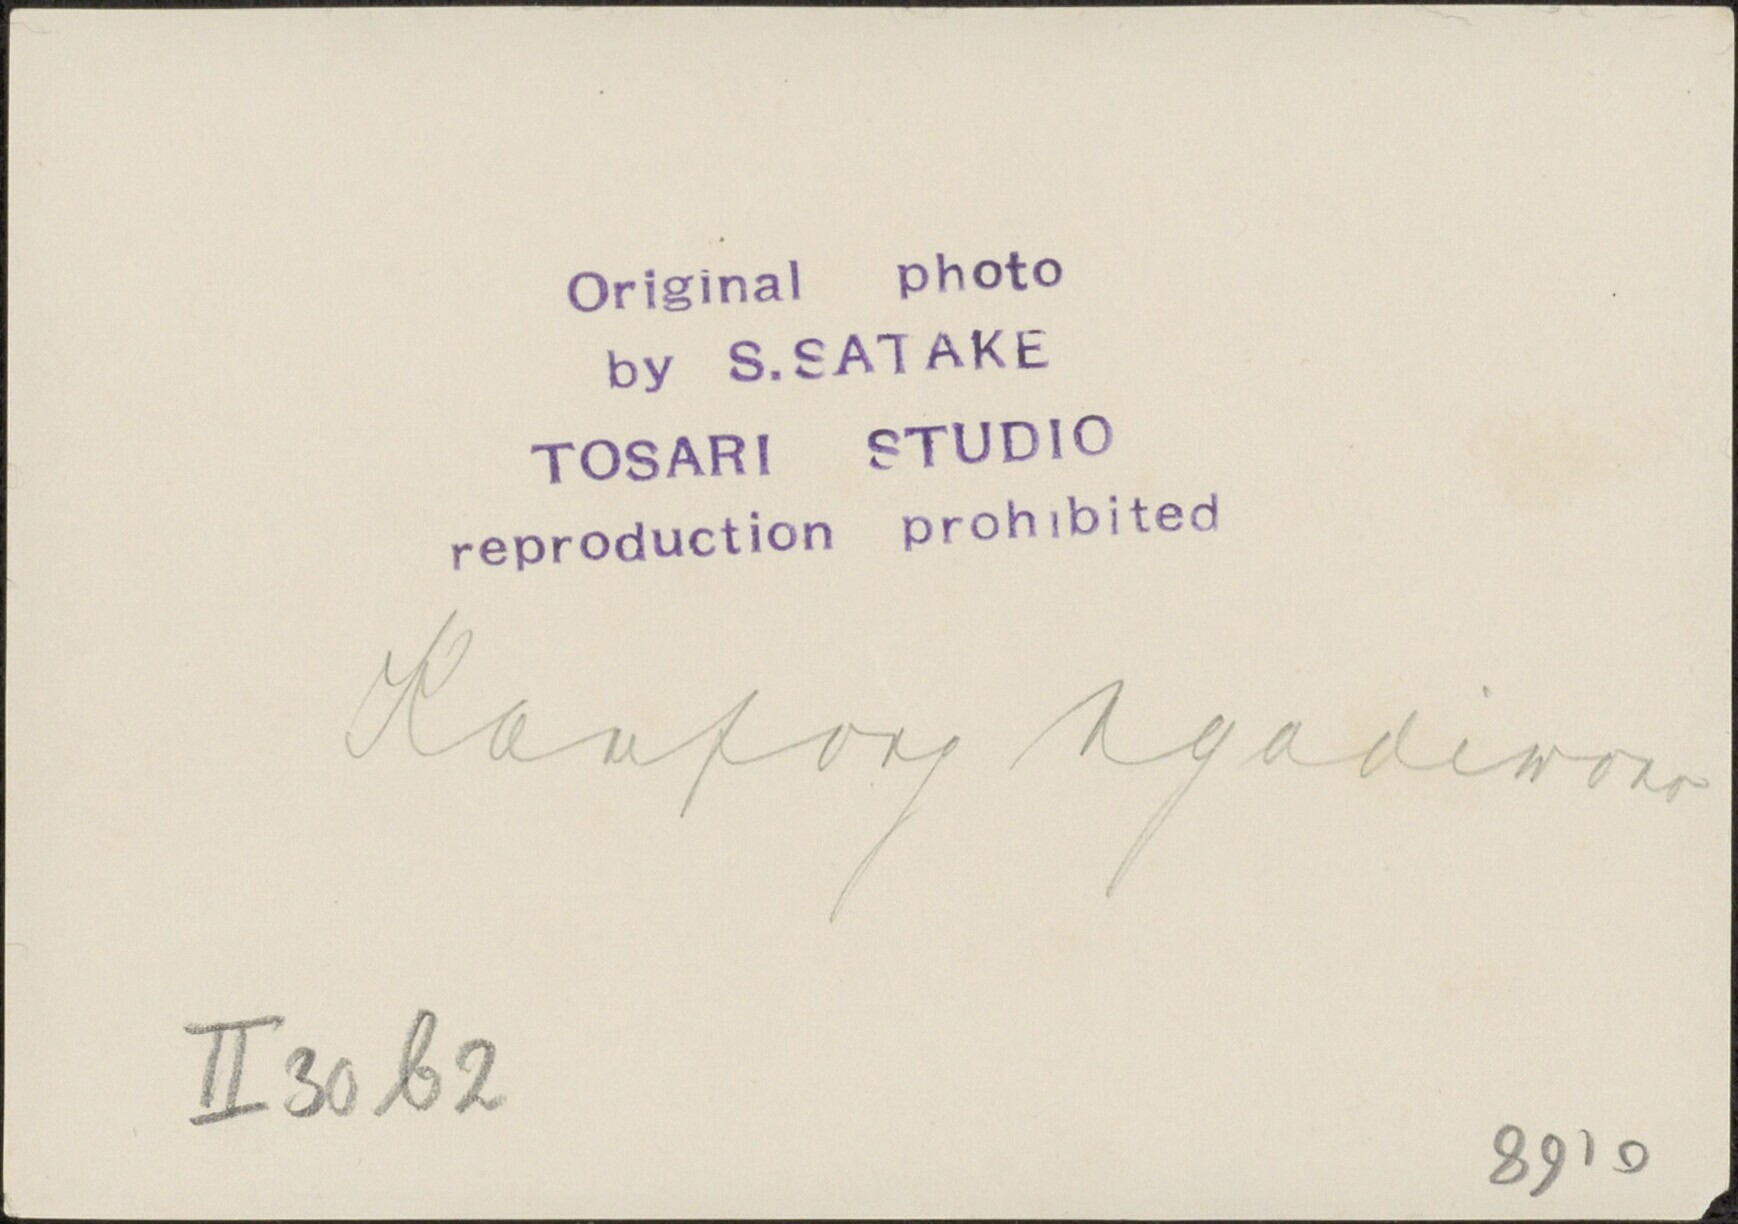 Original photo
by S.SATAKE
TOSARI STUDIO
reproduction prohibited
Kampong Ngadiwono
II 30 b2
8910